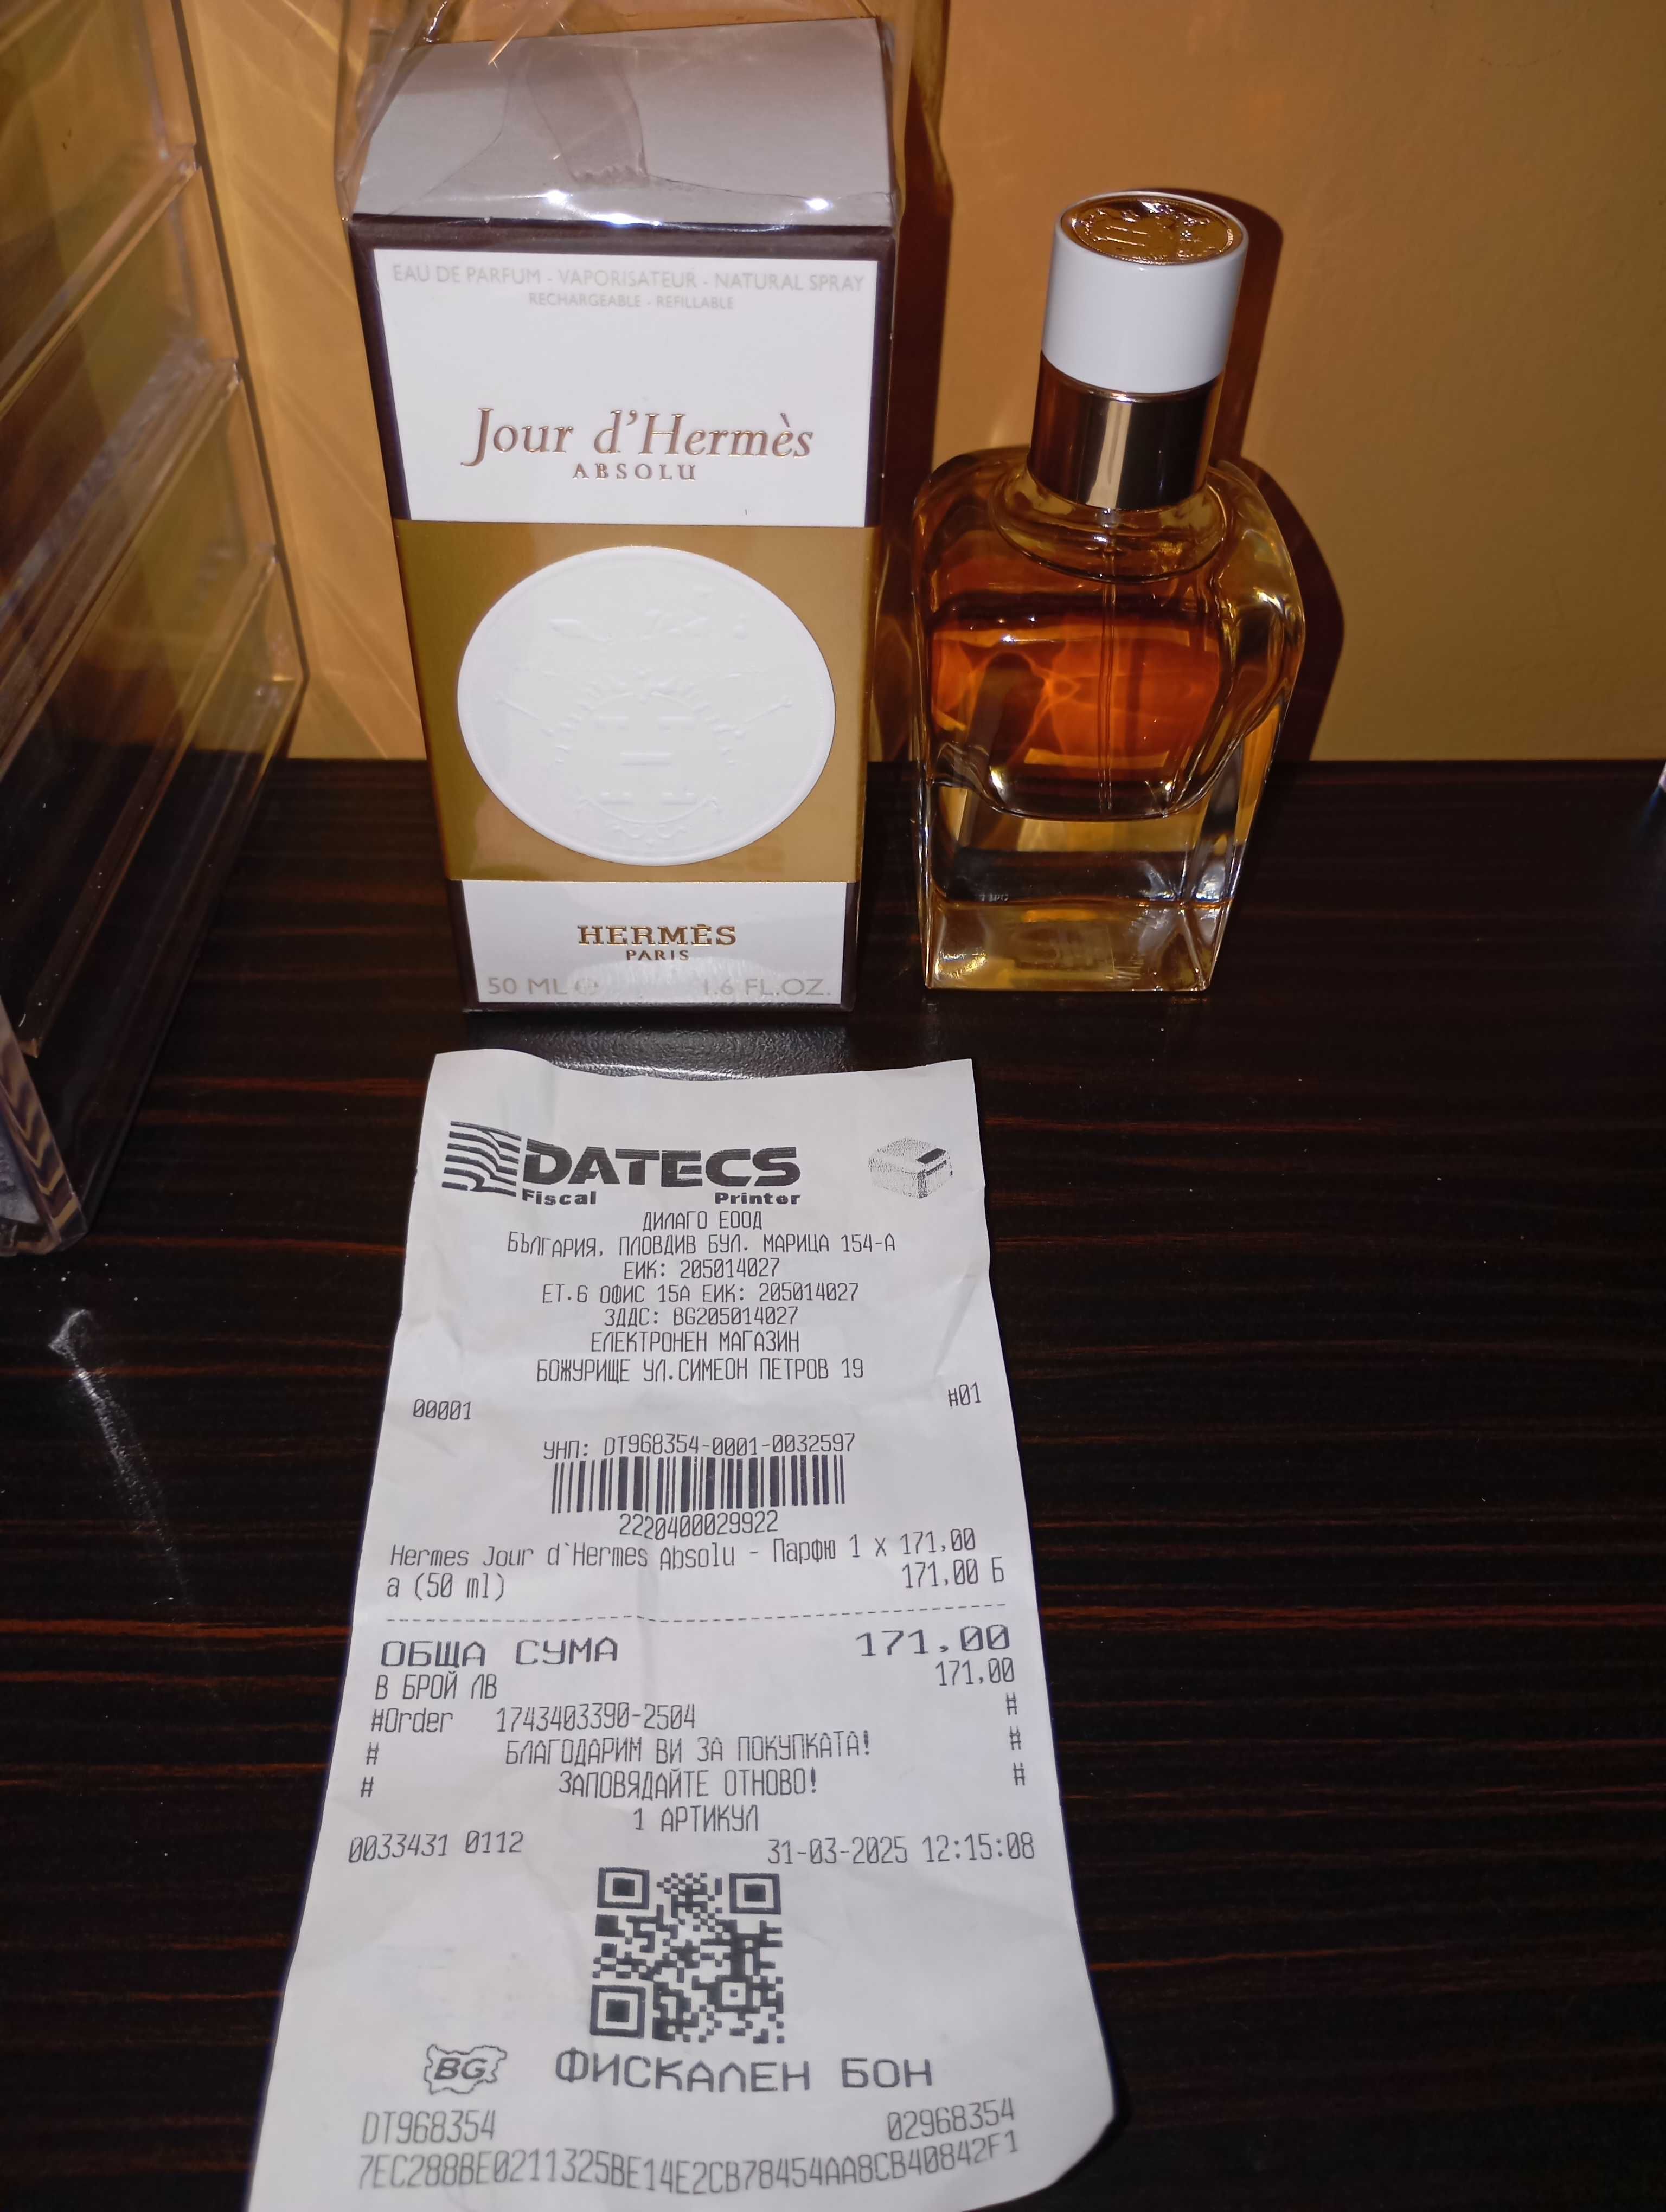 EAU DE PARFUM - VAPORISATEUR - NATURAL SPRAY
RECHARGEABLE - REFILLABLE
Jour d'Hermès
ABSOLU
HERMÈS
PARIS
50 ML ℮ 1.6 FL.OZ.
DATECS
Fiscal Printer
ДИЛАГО ЕООД
БЪЛГАРИЯ, ПЛОВДИВ БУЛ. МАРИЦА 154-А
ЕИК: 205014027
ЕТ.6 ОФИС 15А ЕИК: 205014027
ЗДДС: BG205014027
ЕЛЕКТРОНЕН МАГАЗИН
БОЖУРИЩЕ УЛ.СИМЕОН ПЕТРОВ 19
00001 #01
УНП: DT968354-0001-0032597
2220400029922
Hermes Jour d`Hermes Absolu - Парфю 1 x 171,00
а (50 ml) 171,00 Б
ОБЩА СУМА 171,00
В БРОЙ ЛВ 171,00
#Order 1743403390-2504 #
# БЛАГОДАРИМ ВИ ЗА ПОКУПКАТА! #
# ЗАПОВЯДАЙТЕ ОТНОВО! #
1 АРТИКУЛ
0033431 0112 31-03-2025 12:15:08
BG ФИСКАЛЕН БОН
DT968354 02968354
7EC288BE0211325BE14E2CB78454AA8CB40842F1